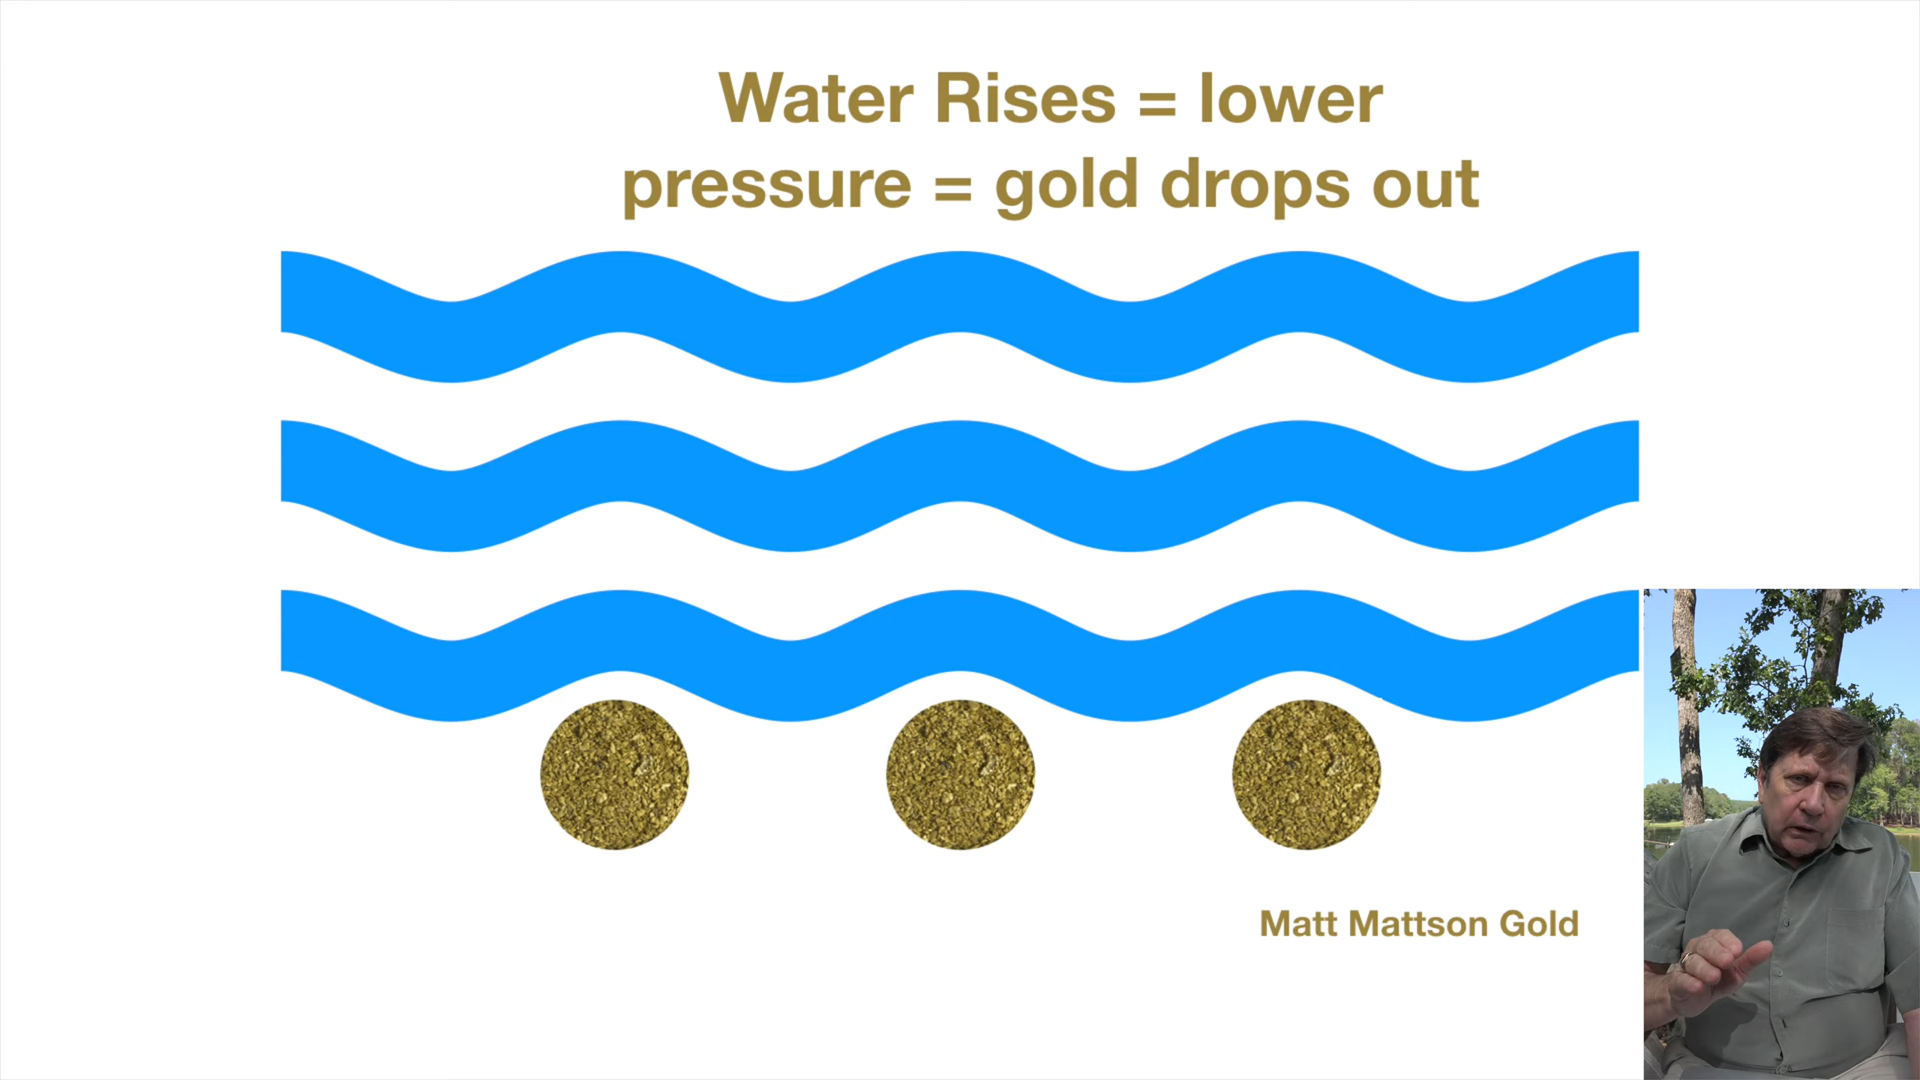 Water Rises = lower
pressure = gold drops out
Matt Mattson Gold